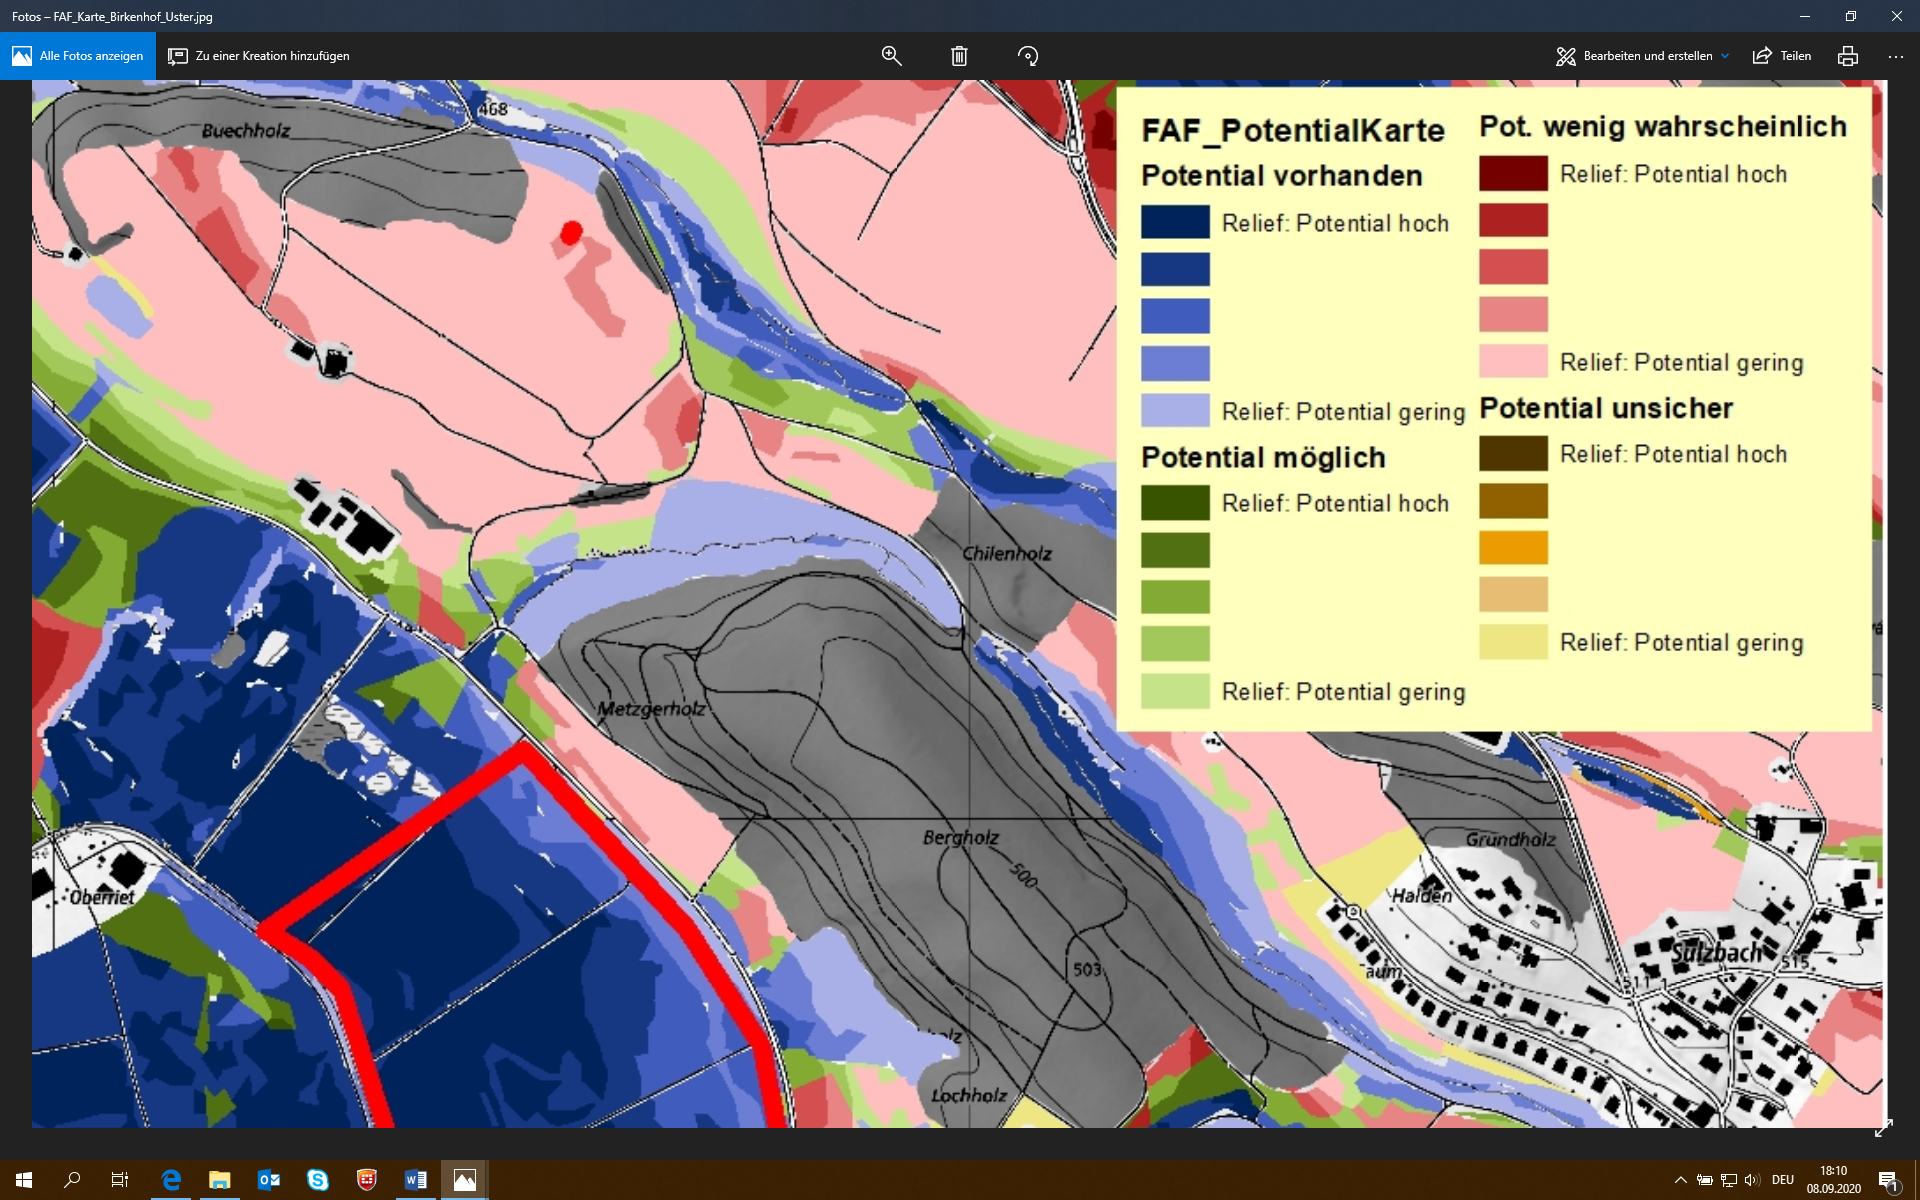 Fotos – FAF_Karte_Birkenhof_Uster.jpg
Alle Fotos anzeigen
Zu einer Kreation hinzufügen
Bearbeiten und erstellen
Teilen
FAF_PotentialKarte
Potential vorhanden
Relief: Potential hoch
Relief: Potential gering
Potential möglich
Relief: Potential hoch
Relief: Potential gering
Pot. wenig wahrscheinlich
Relief: Potential hoch
Relief: Potential gering
Potential unsicher
Relief: Potential hoch
Relief: Potential gering
468
Buechholz
Chilenholz
Metzgerholz
Bergholz
500
Grundholz
Oberriet
Halden
Sulzbach
515
503
511.1
aum
Lochholz
DEU
18:10
08.09.2020
1